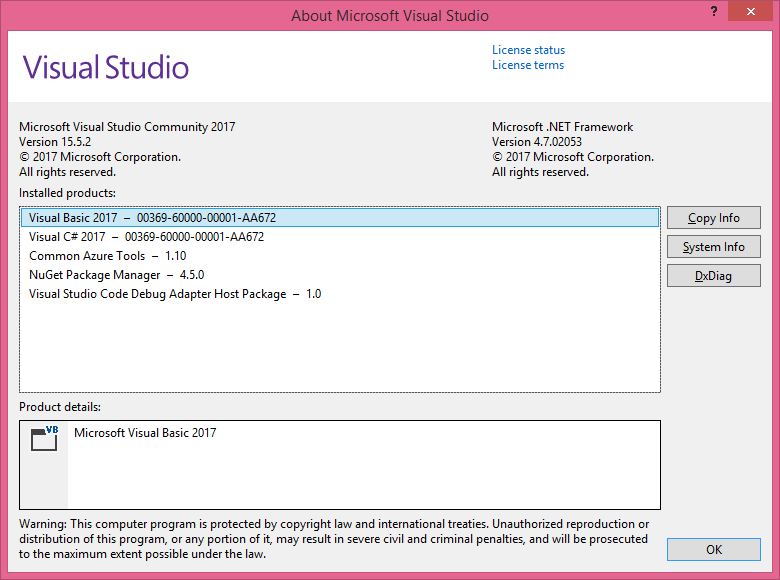 About Microsoft Visual Studio
?
Visual Studio
License status
License terms
Microsoft Visual Studio Community 2017
Version 15.5.2
© 2017 Microsoft Corporation.
All rights reserved.
Microsoft .NET Framework
Version 4.7.02053
© 2017 Microsoft Corporation.
All rights reserved.
Installed products:
Visual Basic 2017 – 00369-60000-00001-AA672
Visual C# 2017 – 00369-60000-00001-AA672
Common Azure Tools – 1.10
NuGet Package Manager – 4.5.0
Visual Studio Code Debug Adapter Host Package – 1.0
Copy Info
System Info
DxDiag
Product details:
VB
Microsoft Visual Basic 2017
Warning: This computer program is protected by copyright law and international treaties. Unauthorized reproduction or
distribution of this program, or any portion of it, may result in severe civil and criminal penalties, and will be prosecuted
to the maximum extent possible under the law.
OK